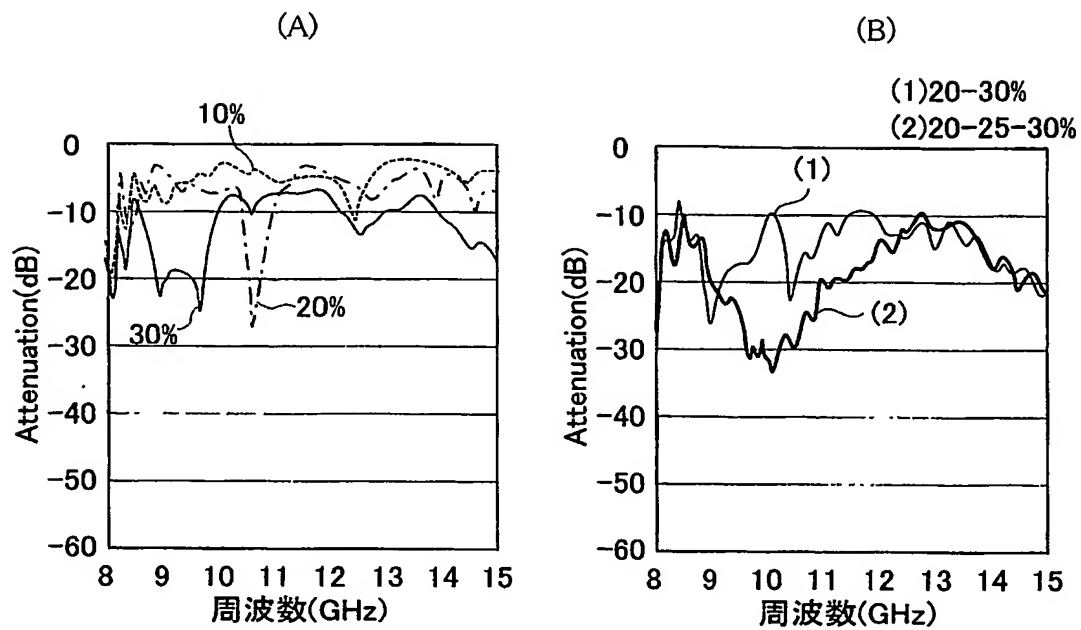 (A)
10%
30%
20%
0
-10
-20
-30
-40
-50
-60
Attenuation(dB)
8 9 10 11 12 13 14 15
周波数(GHz)
(B)
(1)20-30%
(2)20-25-30%
(1)
(2)
0
-10
-20
-30
-40
-50
-60
Attenuation(dB)
8 9 10 11 12 13 14 15
周波数(GHz)